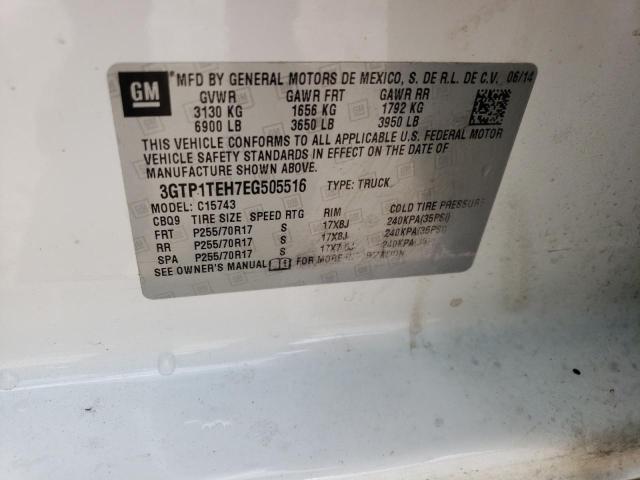 GM
MFD BY GENERAL MOTORS DE MEXICO, S. DE R.L. DE C.V. 06/14
GVWR GAWR FRT GAWR RR
3130 KG 1656 KG 1792 KG
6900 LB 3650 LB 3950 LB
THIS VEHICLE CONFORMS TO ALL APPLICABLE U.S. FEDERAL MOTOR
VEHICLE SAFETY STANDARDS IN EFFECT ON THE DATE OF
MANUFACTURE SHOWN ABOVE.
3GTP1TEH7EG505516 TYPE: TRUCK
MODEL: C15743
CBQ9 TIRE SIZE SPEED RTG RIM COLD TIRE PRESSURE
FRT P255/70R17 S 17X8J 240KPA(35PSI)
RR P255/70R17 S 17X8J 240KPA(35PSI)
SPA P255/70R17 S 240KPA(35PSI)
SEE OWNER'S MANUAL FOR MORE